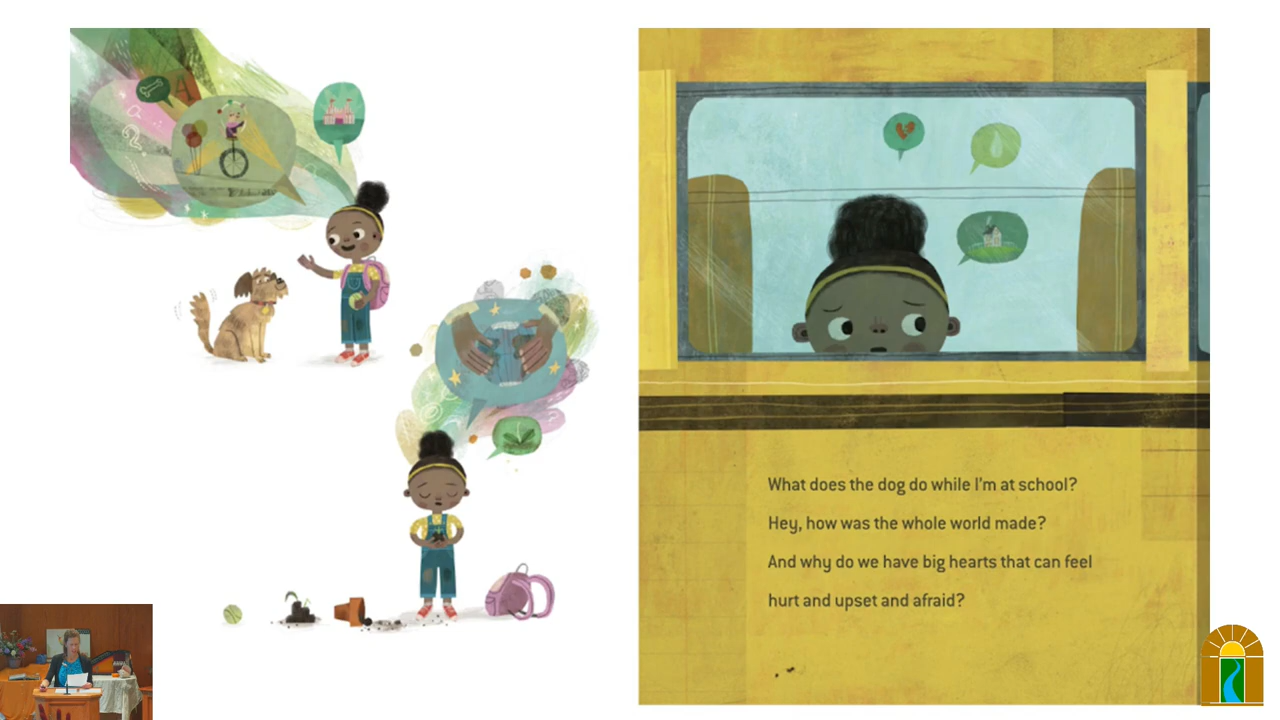 What does the dog do while I'm at school?
Hey, how was the whole world made?
And why do we have big hearts that can feel
hurt and upset and afraid?